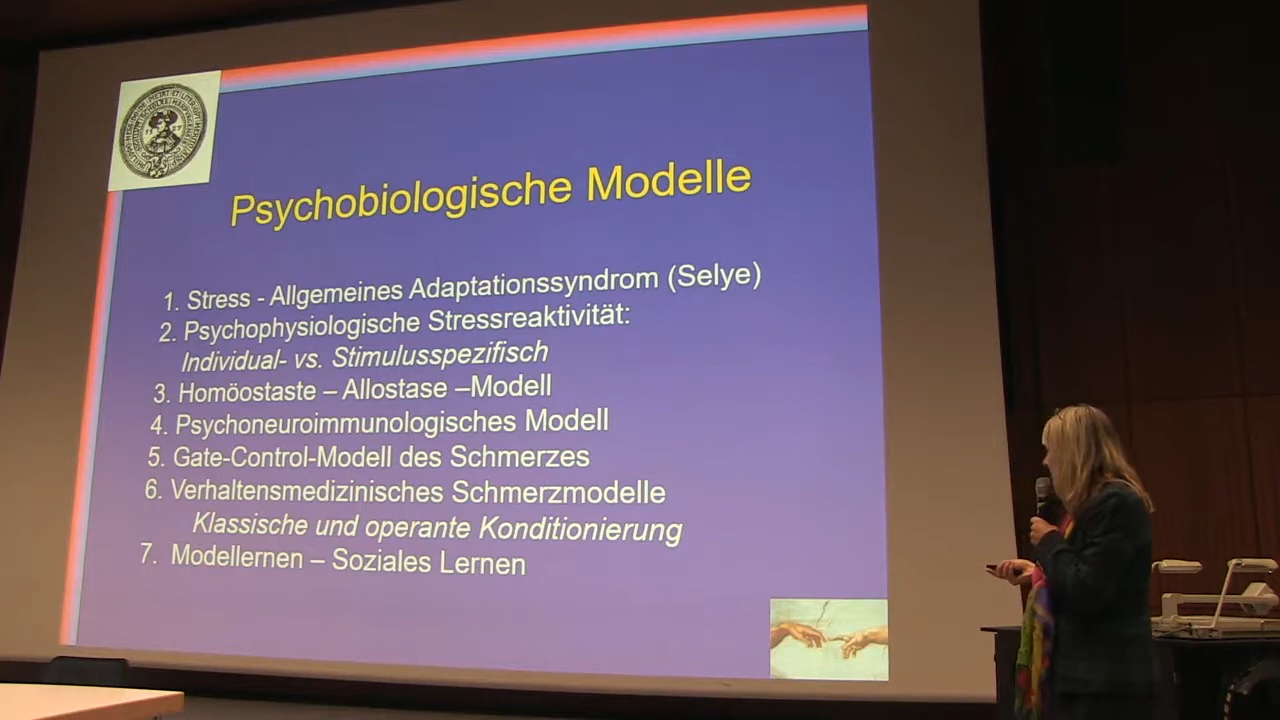 Psychobiologische Modelle
1. Stress - Allgemeines Adaptationssyndrom (Selye)
2. Psychophysiologische Stressreaktivität:
Individual- vs. Stimulusspezifisch
3. Homöostaste – Allostase –Modell
4. Psychoneuroimmunologisches Modell
5. Gate-Control-Modell des Schmerzes
6. Verhaltensmedizinisches Schmerzmodelle
Klassische und operante Konditionierung
7. Modellernen – Soziales Lernen